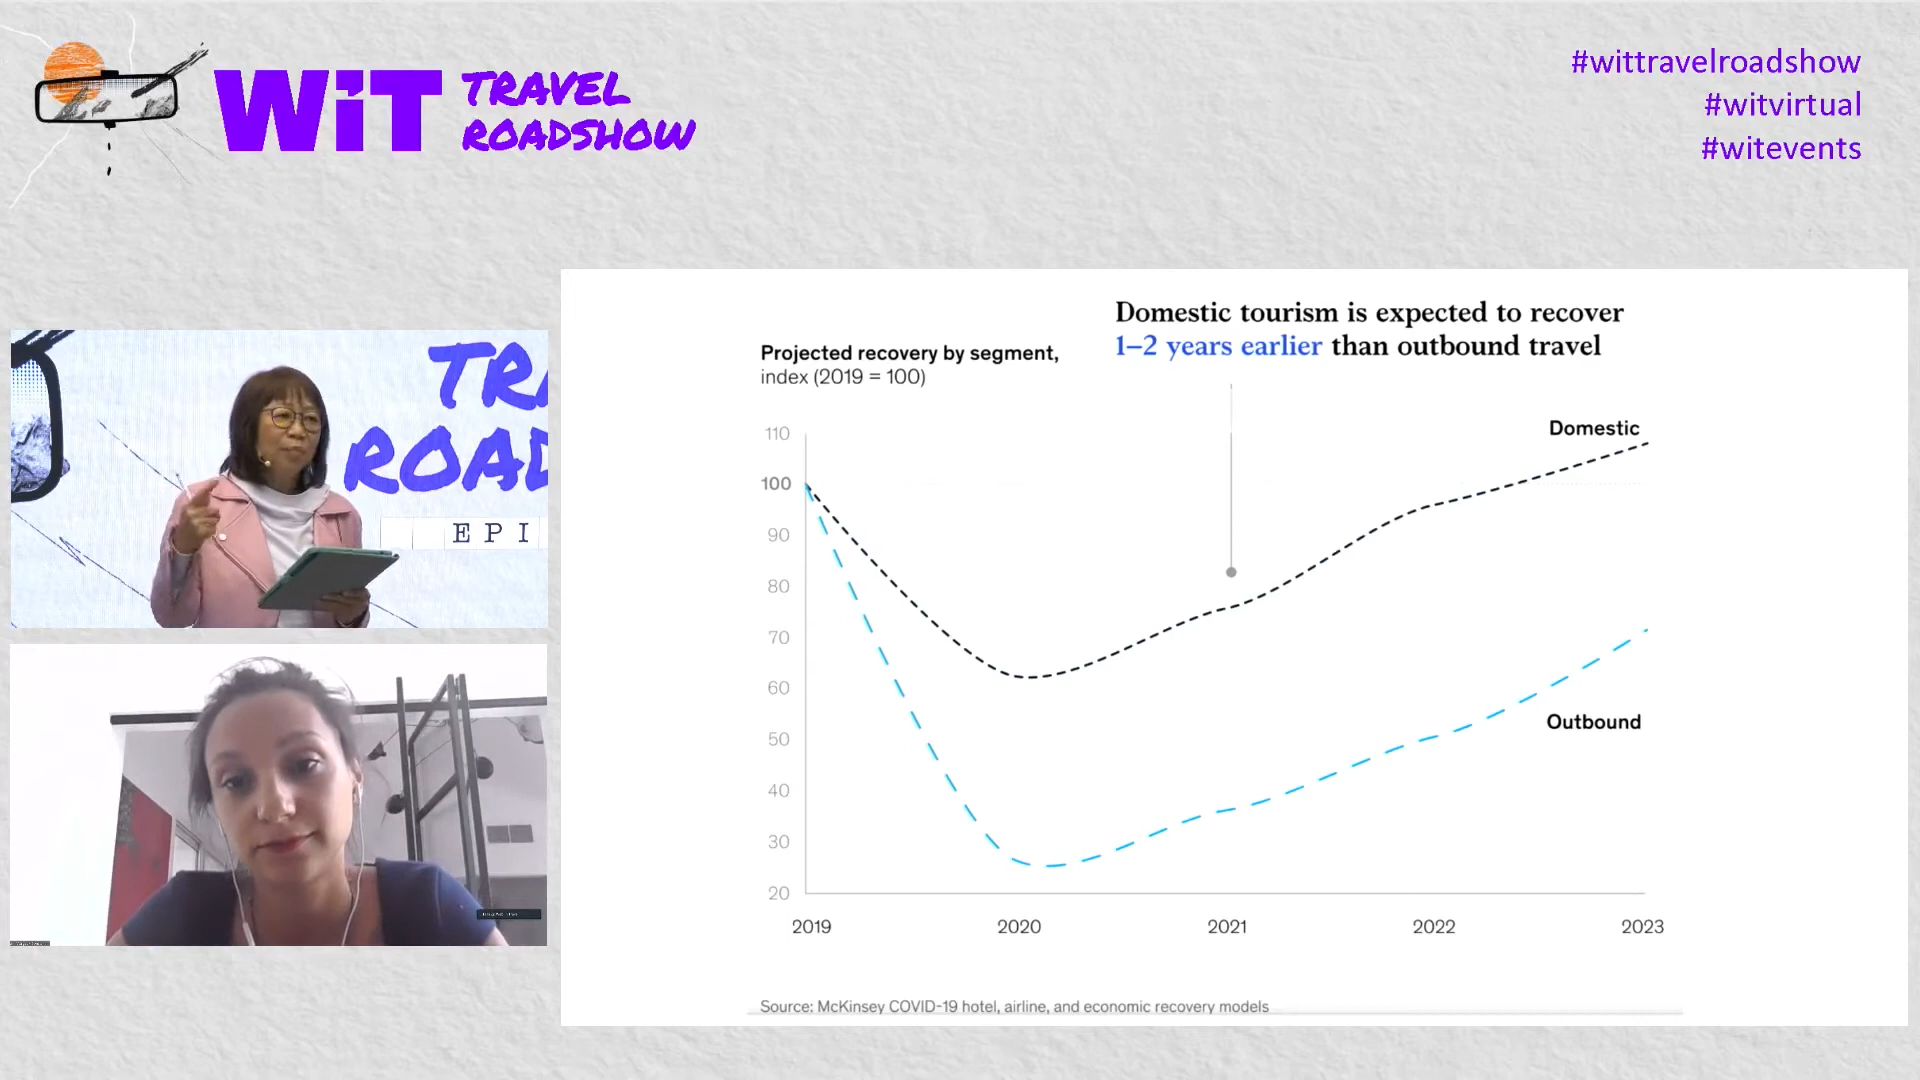 WiT TRAVEL
ROADSHOW
#wittravelroadshow
#witvirtual
#witevents
TR
ROAD
EPI
Domestic tourism is expected to recover
1–2 years earlier than outbound travel
Projected recovery by segment,
index (2019 = 100)
Domestic
Outbound
110
100
90
80
70
60
50
40
30
20
2019 2020 2021 2022 2023
Source: McKinsey COVID-19 hotel, airline, and economic recovery models